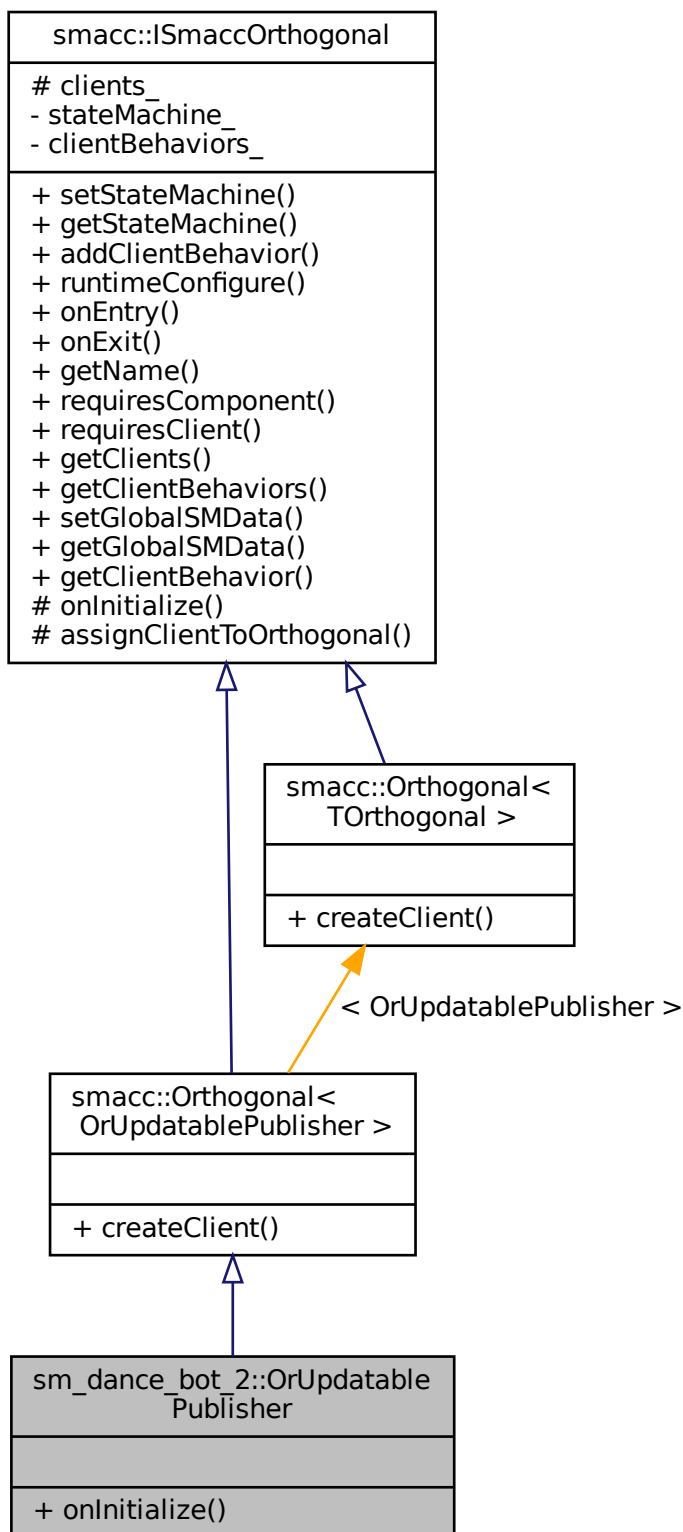 smacc::ISmaccOrthogonal
# clients_
- stateMachine_
- clientBehaviors_
+ setStateMachine()
+ getStateMachine()
+ addClientBehavior()
+ runtimeConfigure()
+ onEntry()
+ onExit()
+ getName()
+ requiresComponent()
+ requiresClient()
+ getClients()
+ getClientBehaviors()
+ setGlobalSMData()
+ getGlobalSMData()
+ getClientBehavior()
# onInitialize()
# assignClientToOrthogonal()
smacc::Orthogonal<
TOrthogonal >
+ createClient()
< OrUpdatablePublisher >
smacc::Orthogonal<
OrUpdatablePublisher >
+ createClient()
sm_dance_bot_2::OrUpdatable
Publisher
+ onInitialize()